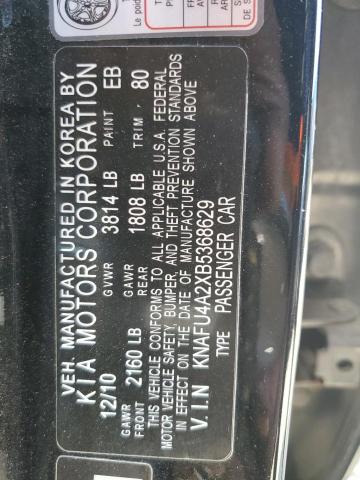 VEH. MANUFACTURED IN KOREA BY
KIA MOTORS CORPORATION
12/10 GVWR 3814 LB PAINT EB
GAWR FRONT 2160 LB GAWR REAR 1808 LB TRIM 80
THIS VEHICLE CONFORMS TO ALL APPLICABLE U.S.A. FEDERAL
MOTOR VEHICLE SAFETY, BUMPER, AND THEFT PREVENTION STANDARDS
IN EFFECT ON THE DATE OF MANUFACTURE SHOWN ABOVE
V.I.N KNAFU4A2XB5368629
TYPE PASSENGER CAR